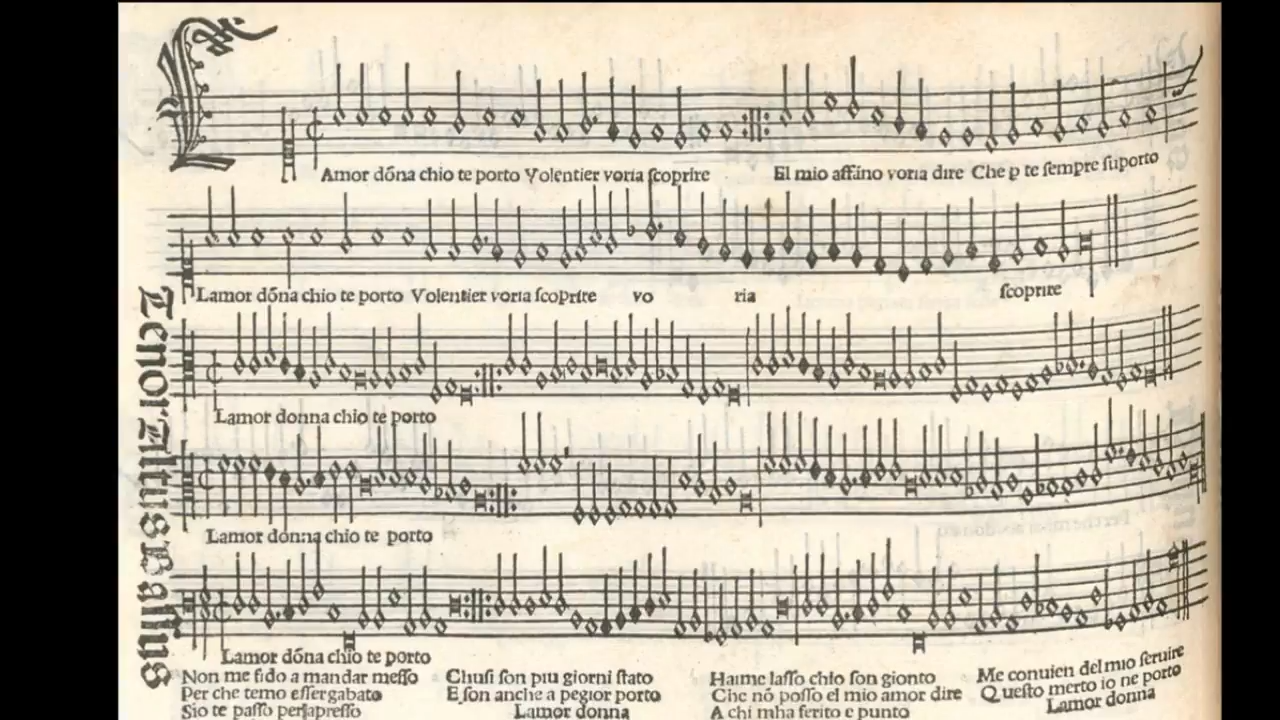 L
Amor dõna chio te porto Volentier voria ſcoprire El mio affãno voria dire Che p te ſempre ſuporto
Lamor dõna chio te porto Volentier voria ſcoprire vo ria ſcoprire
Tenor
Lamor donna chio te porto
Altus
Lamor donna chio te porto
Baſſus
Lamor dõna chio te porto
Non me fido a mandar meſſo
Per che temo eſſer gabato
Sio te paſſo perſapreſſo
Chuſi ſon piu giorni ſtato
E ſon anche a pegior porto
Lamor donna
Haime laſſo chio ſon gionto
Che nõ poſſo el mio amor dire
A chi mha ferito e punto
Me conuien del mio ſeruire
Queſto merto io ne porto
Lamor donna